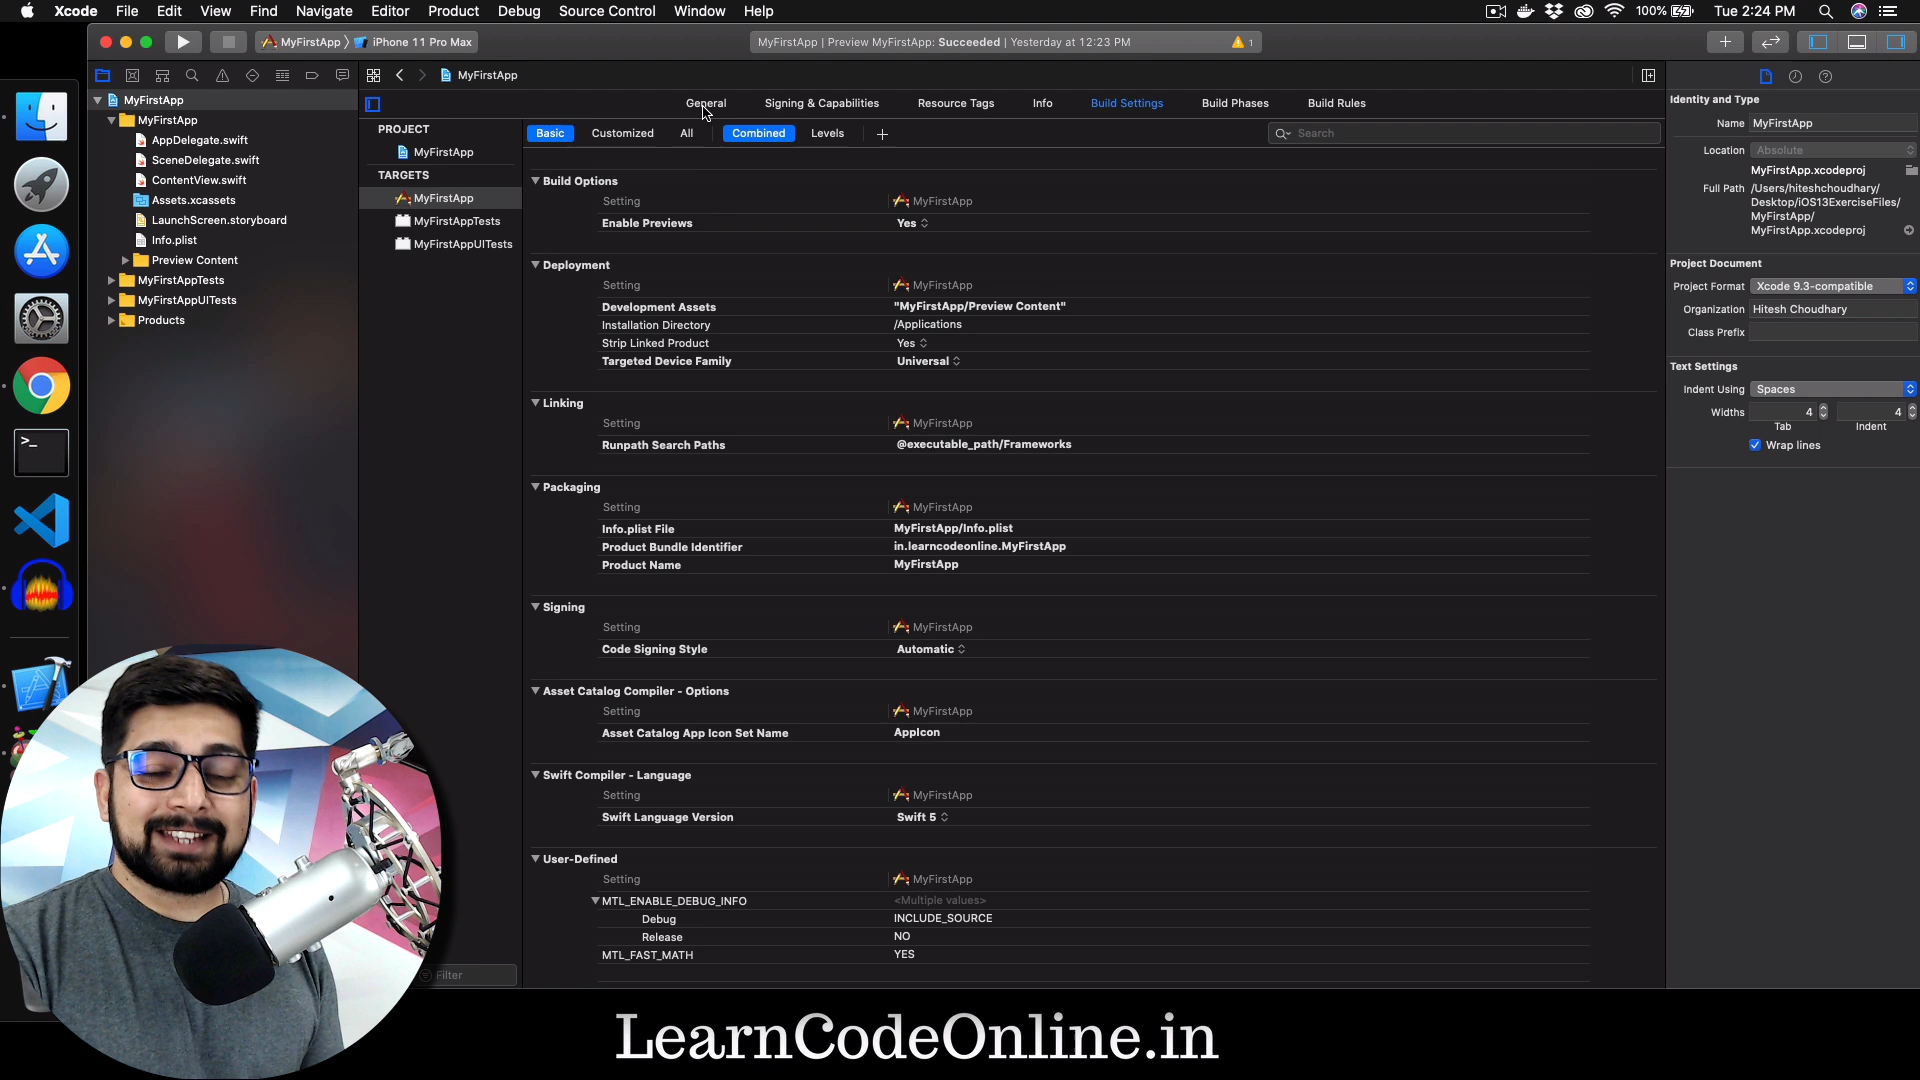 Xcode File Edit View Find Navigate Editor Product Debug Source Control Window Help 100% Tue 2:24 PM
MyFirstApp iPhone 11 Pro Max
MyFirstApp | Preview MyFirstApp: Succeeded | Yesterday at 12:23 PM 1
MyFirstApp
MyFirstApp
AppDelegate.swift
SceneDelegate.swift
ContentView.swift
Assets.xcassets
LaunchScreen.storyboard
Info.plist
Preview Content
MyFirstAppTests
MyFirstAppUITests
Products
MyFirstApp
General Signing & Capabilities Resource Tags Info Build Settings Build Phases Build Rules
PROJECT
MyFirstApp
TARGETS
MyFirstApp
MyFirstAppTests
MyFirstAppUITests
Filter
Basic Customized All Combined Levels + Search
Build Options
Setting MyFirstApp
Enable Previews Yes
Deployment
Setting MyFirstApp
Development Assets "MyFirstApp/Preview Content"
Installation Directory /Applications
Strip Linked Product Yes
Targeted Device Family Universal
Linking
Setting MyFirstApp
Runpath Search Paths @executable_path/Frameworks
Packaging
Setting MyFirstApp
Info.plist File MyFirstApp/Info.plist
Product Bundle Identifier in.learncodeonline.MyFirstApp
Product Name MyFirstApp
Signing
Setting MyFirstApp
Code Signing Style Automatic
Asset Catalog Compiler - Options
Setting MyFirstApp
Asset Catalog App Icon Set Name AppIcon
Swift Compiler - Language
Setting MyFirstApp
Swift Language Version Swift 5
User-Defined
Setting MyFirstApp
MTL_ENABLE_DEBUG_INFO <Multiple values>
Debug INCLUDE_SOURCE
Release NO
MTL_FAST_MATH YES
Identity and Type
Name MyFirstApp
Location Absolute
MyFirstApp.xcodeproj
Full Path /Users/hiteshchoudhary/
Desktop/iOS13ExerciseFiles/
MyFirstApp/
MyFirstApp.xcodeproj
Project Document
Project Format Xcode 9.3-compatible
Organization Hitesh Choudhary
Class Prefix
Text Settings
Indent Using Spaces
Widths 4 4
Tab Indent
Wrap lines
LearnCodeOnline.in